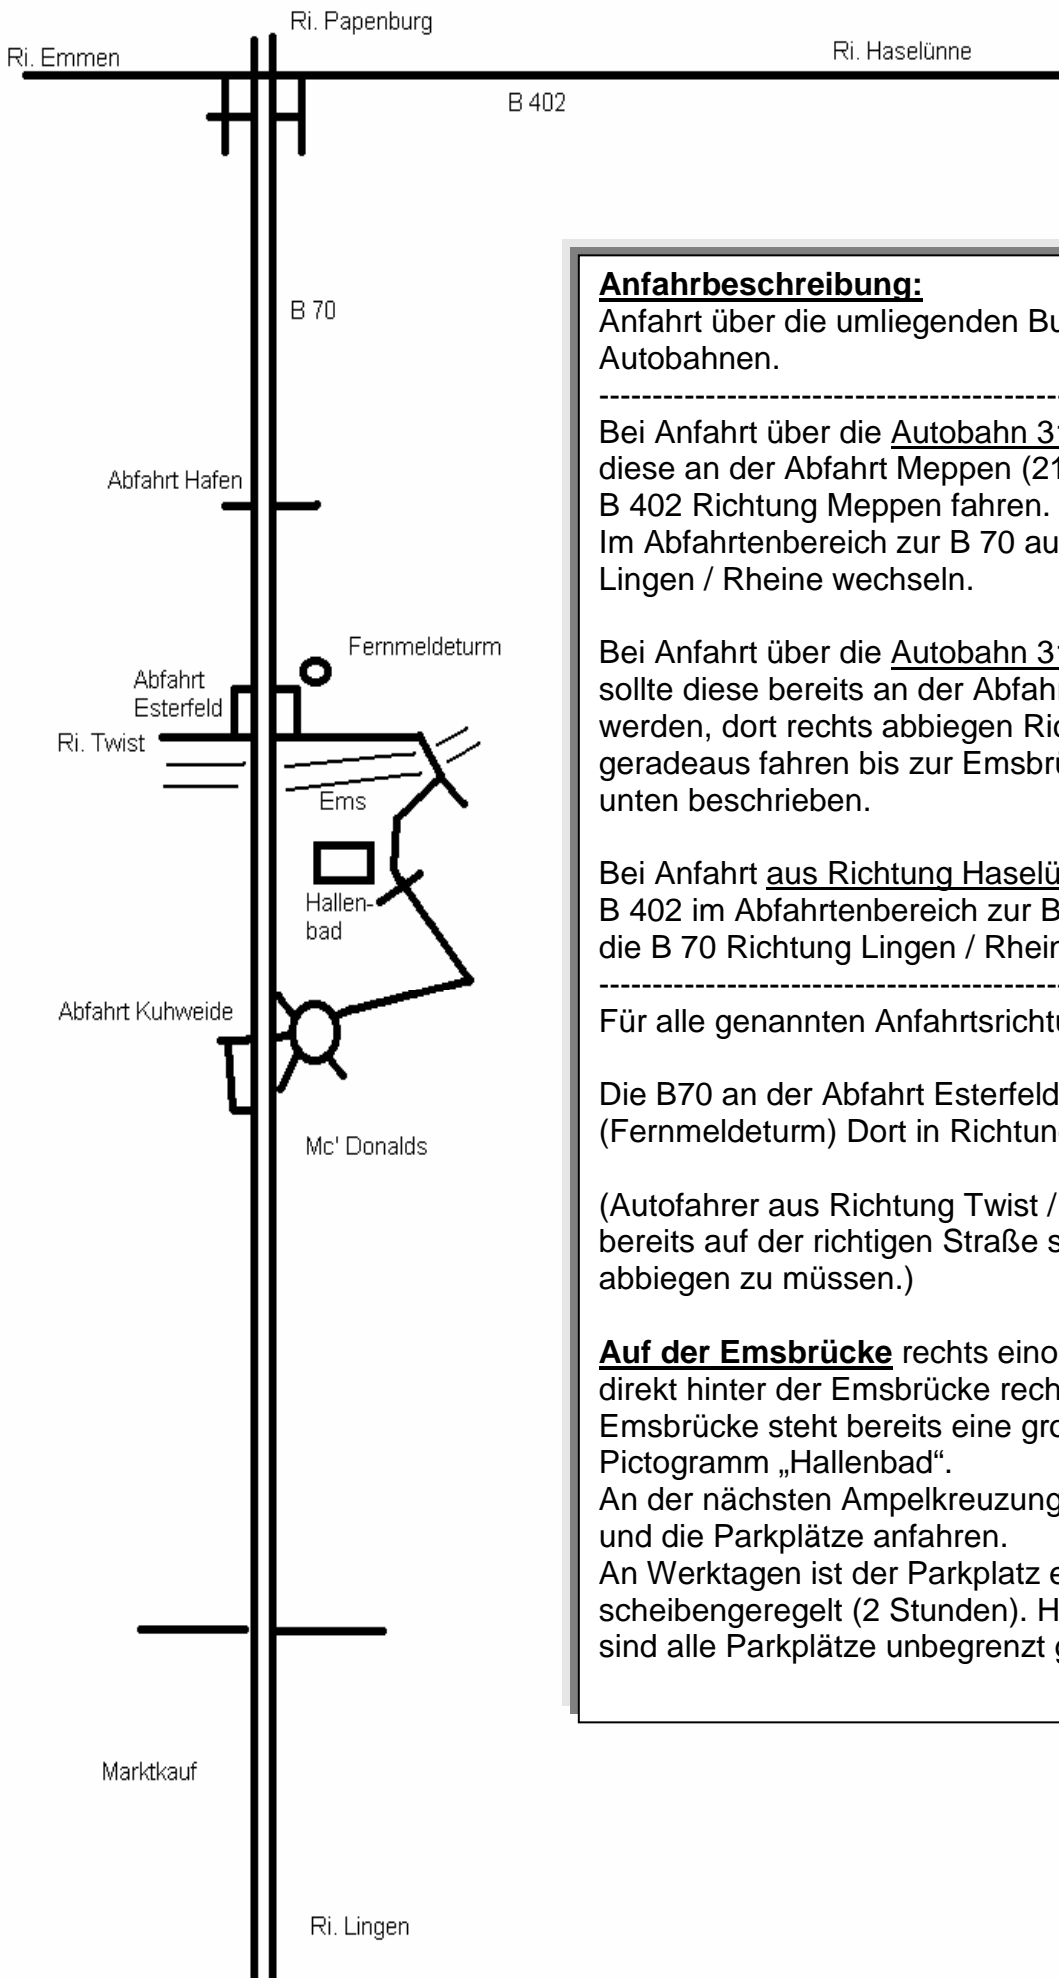 Ri. Papenburg
Ri. Emmen
Ri. Haselünne
B 402
B 70
Abfahrt Hafen
Fernmeldeturm
Abfahrt
Esterfeld
Ri. Twist
Ems
Hallen-
bad
Abfahrt Kuhweide
Mc' Donalds
Marktkauf
Ri. Lingen
Anfahrbeschreibung:
Anfahrt über die umliegenden
Autobahnen.
Bei Anfahrt über die Autobahn
diese an der Abfahrt Meppen
B 402 Richtung Meppen fahren.
Im Abfahrtenbereich zur B 70
Lingen / Rheine wechseln.
Bei Anfahrt über die Autobahn
sollte diese bereits an der
werden, dort rechts abbiegen
geradeaus fahren bis zur
unten beschrieben.
Bei Anfahrt aus Richtung
B 402 im Abfahrtenbereich zur
die B 70 Richtung Lingen /
Für alle genannten
Die B70 an der Abfahrt Esterfeld
(Fernmeldeturm) Dort in
(Autofahrer aus Richtung Twist /
bereits auf der richtigen Straße
abbiegen zu müssen.)
Auf der Emsbrücke rechts
direkt hinter der Emsbrücke
Emsbrücke steht bereits eine
Pictogramm „Hallenbad“.
An der nächsten Ampelkreuzung
und die Parkplätze anfahren.
An Werktagen ist der Parkplatz
scheibengeregelt (2 Stunden).
sind alle Parkplätze unbegrenzt